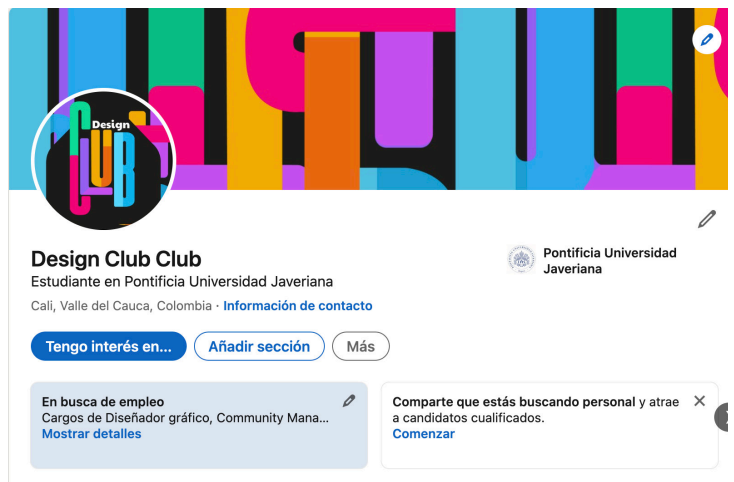 Design
CLUB
Design Club Club
Estudiante en Pontificia Universidad Javeriana
Cali, Valle del Cauca, Colombia · Información de contacto
Pontificia Universidad
Javeriana
Tengo interés en...
Añadir sección
Más
En busca de empleo
Cargos de Diseñador gráfico, Community Mana...
Mostrar detalles
Comparte que estás buscando personal y atrae
a candidatos cualificados.
Comenzar